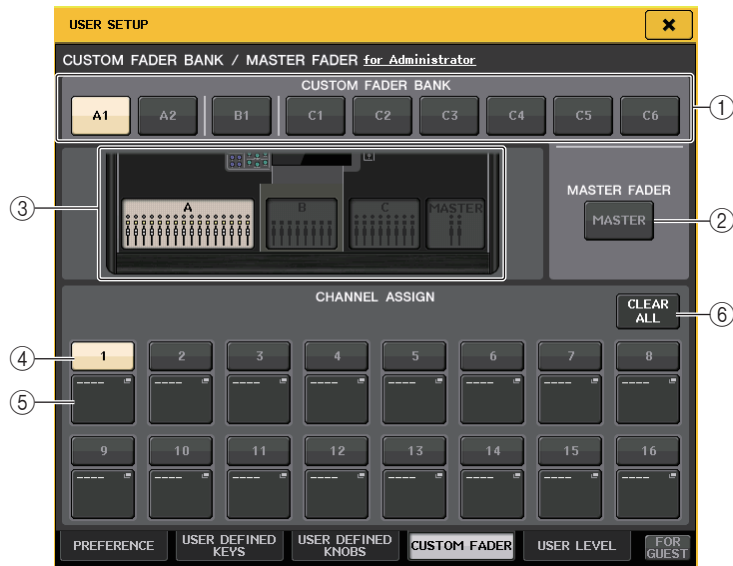 USER SETUP
CUSTOM FADER BANK / MASTER FADER for Administrator
CUSTOM FADER BANK
A1 A2 B1 C1 C2 C3 C4 C5 C6
①
A B C MASTER
③
MASTER FADER
MASTER
②
CHANNEL ASSIGN
CLEAR
ALL
⑥
④
1 2 3 4 5 6 7 8
⑤
---- ---- ---- ---- ---- ---- ---- ----
9 10 11 12 13 14 15 16
---- ---- ---- ---- ---- ---- ---- ----
PREFERENCE
USER DEFINED
KEYS
USER DEFINED
KNOBS
CUSTOM FADER
USER LEVEL
FOR
GUEST